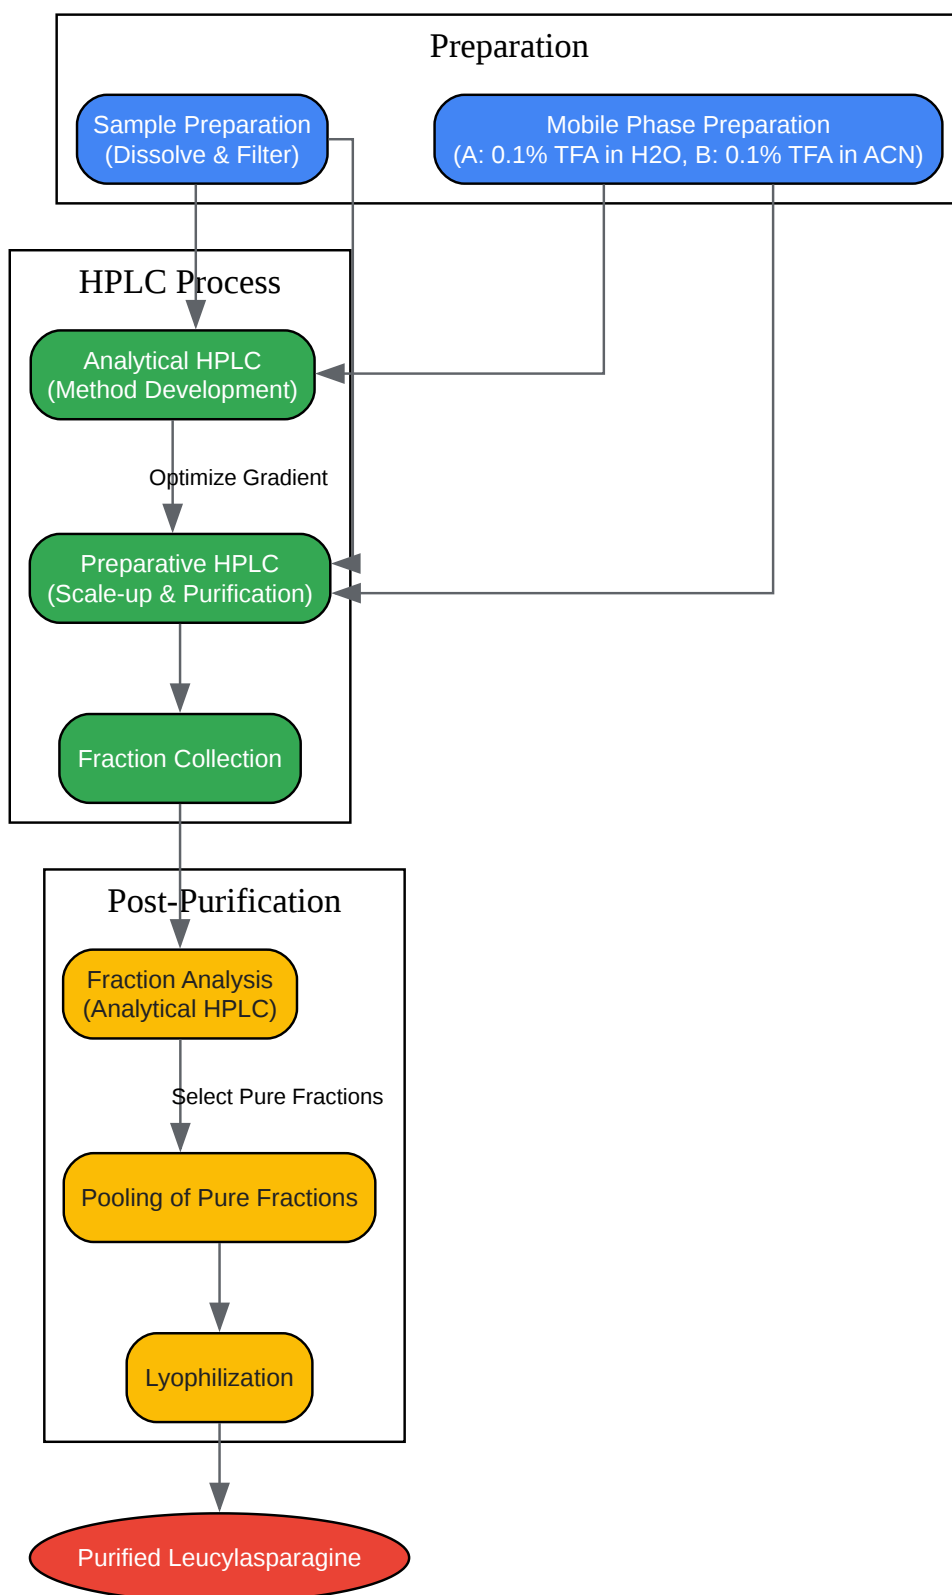 Preparation
Sample Preparation
(Dissolve & Filter)
Mobile Phase Preparation
(A: 0.1% TFA in H2O, B: 0.1% TFA in ACN)
HPLC Process
Analytical HPLC
(Method Development)
Optimize Gradient
Preparative HPLC
(Scale-up & Purification)
Fraction Collection
Post-Purification
Fraction Analysis
(Analytical HPLC)
Select Pure Fractions
Pooling of Pure Fractions
Lyophilization
Purified Leucylasparagine